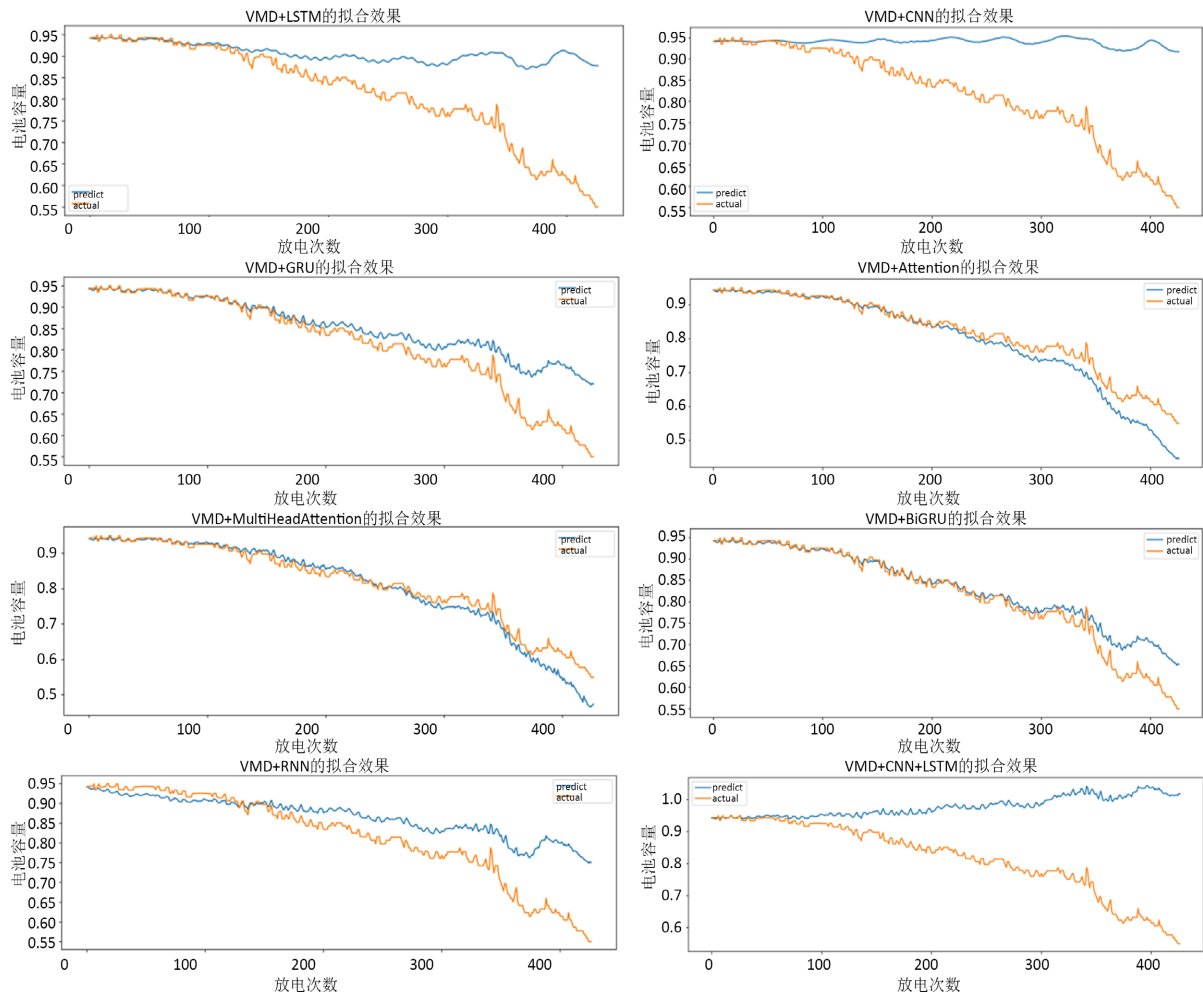 VMD+LSTM的拟合效果
0.95
0.90
0.85
0.80
0.75
0.70
0.65
0.60
0.55
电池容量
predict
actual
0 100 200 300 400
放电次数
VMD+CNN的拟合效果
0.95
0.90
0.85
0.80
0.75
0.70
0.65
0.60
0.55
电池容量
predict
actual
0 100 200 300 400
放电次数
VMD+GRU的拟合效果
0.95
0.90
0.85
0.80
0.75
0.70
0.65
0.60
0.55
电池容量
predict
actual
0 100 200 300 400
放电次数
VMD+Attention的拟合效果
0.9
0.8
0.7
0.6
0.5
电池容量
predict
actual
0 100 200 300 400
放电次数
VMD+MultiHeadAttention的拟合效果
0.9
0.8
0.7
0.6
0.5
电池容量
predict
actual
0 100 200 300 400
放电次数
VMD+BiGRU的拟合效果
0.95
0.90
0.85
0.80
0.75
0.70
0.65
0.60
0.55
电池容量
predict
actual
0 100 200 300 400
放电次数
VMD+RNN的拟合效果
0.95
0.90
0.85
0.80
0.75
0.70
0.65
0.60
0.55
电池容量
predict
actual
0 100 200 300 400
放电次数
VMD+CNN+LSTM的拟合效果
1.0
0.9
0.8
0.7
0.6
电池容量
predict
actual
0 100 200 300 400
放电次数